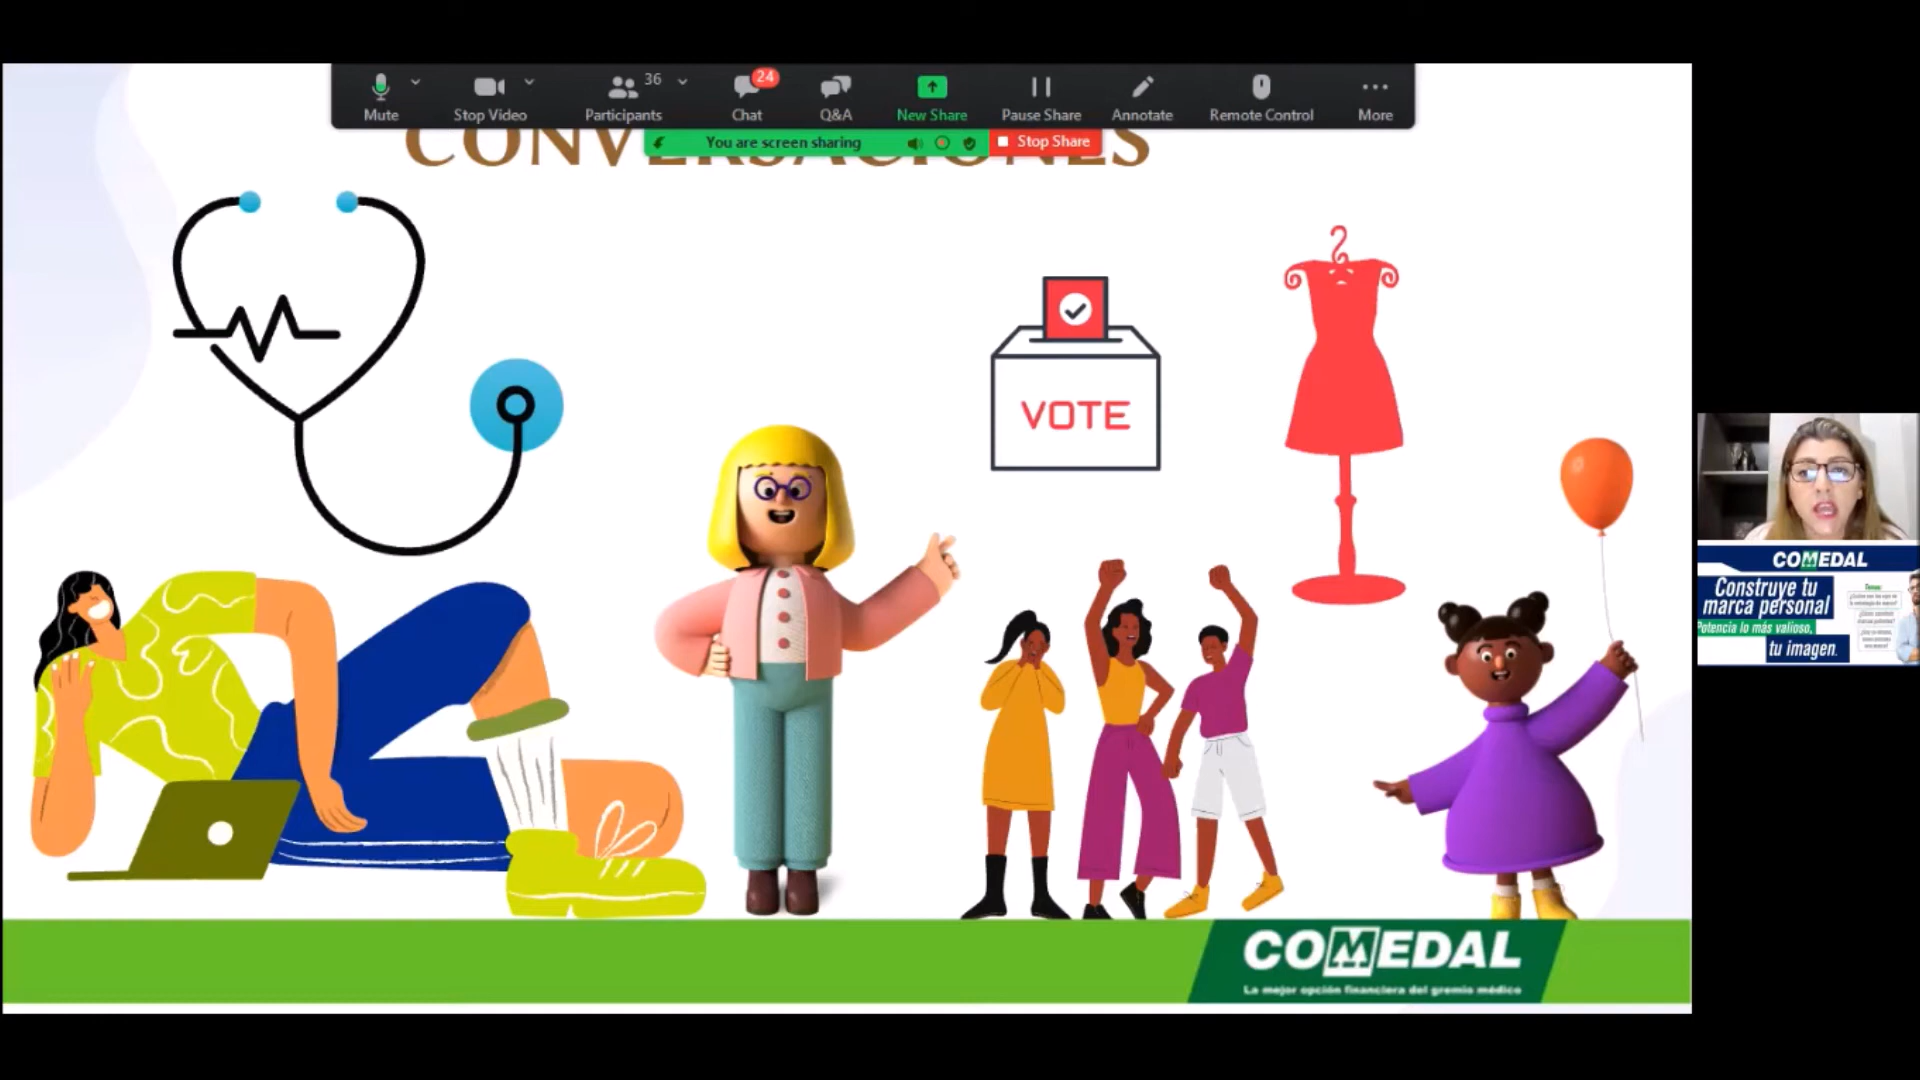 36
24
Mute
Stop Video
Participants
Chat
Q&A
New Share
Pause Share
Annotate
Remote Control
More
CONVERSACIONES
You are screen sharing
Stop Share
VOTE
COMEDAL
Construye tu
marca personal
Potencia lo más valioso,
tu imagen.
Temas:
COMEDAL
La mejor opción financiera del gremio médico